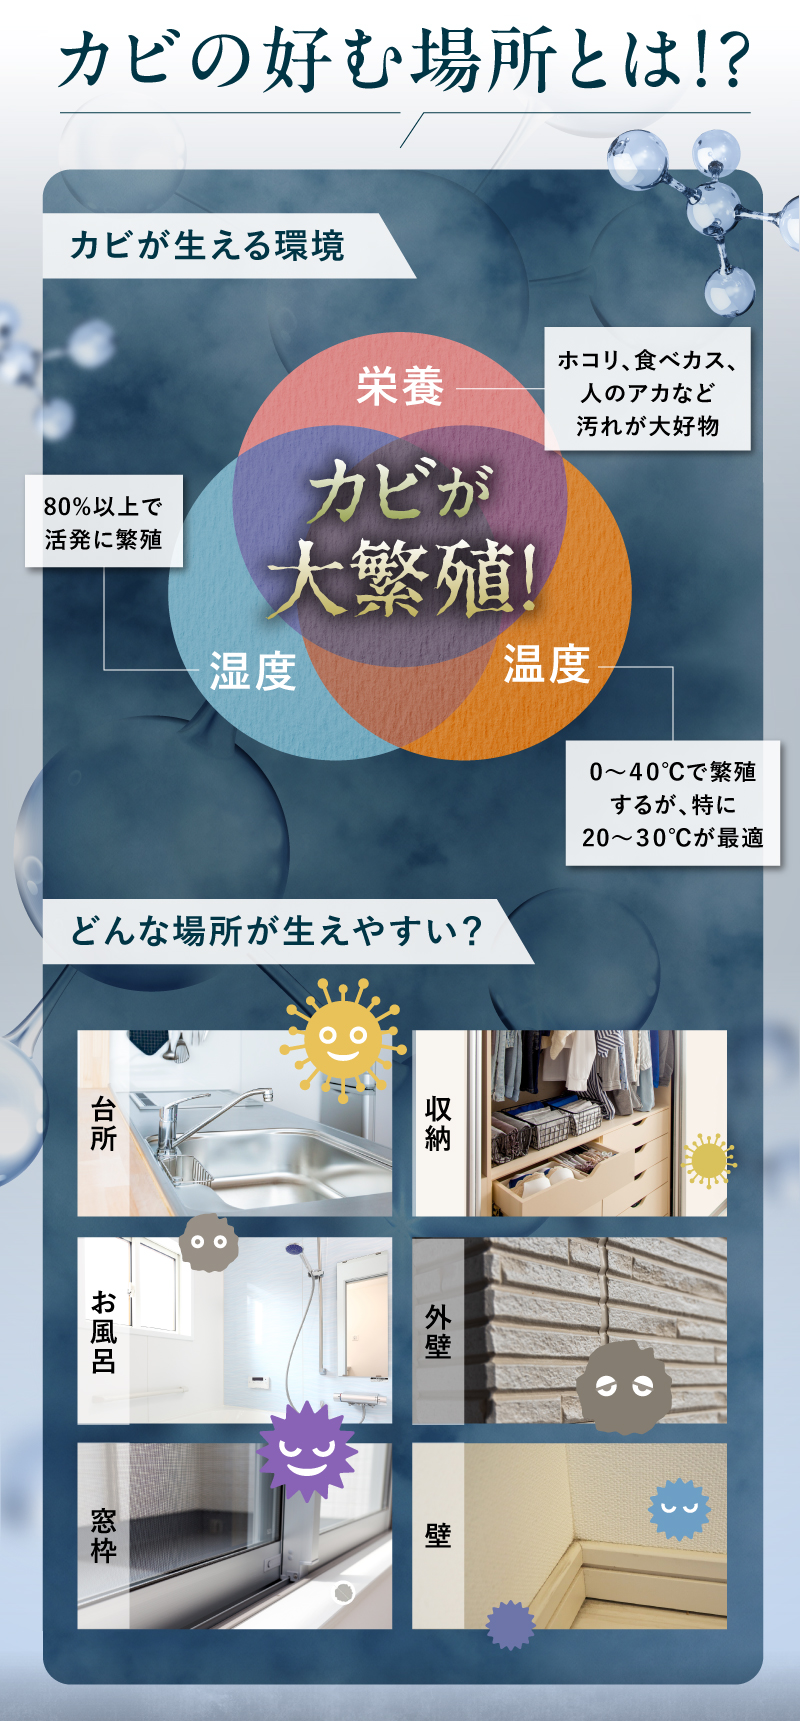 カビの好む場所とは!?
カビが生える環境
栄養
ホコリ、食べカス、
人のアカなど
汚れが大好物
カビが
大繁殖!
80%以上で
活発に繁殖
湿度
温度
0〜40℃で繁殖
するが、特に
20〜30℃が最適
どんな場所が生えやすい?
台所
収納
お風呂
外壁
窓枠
壁